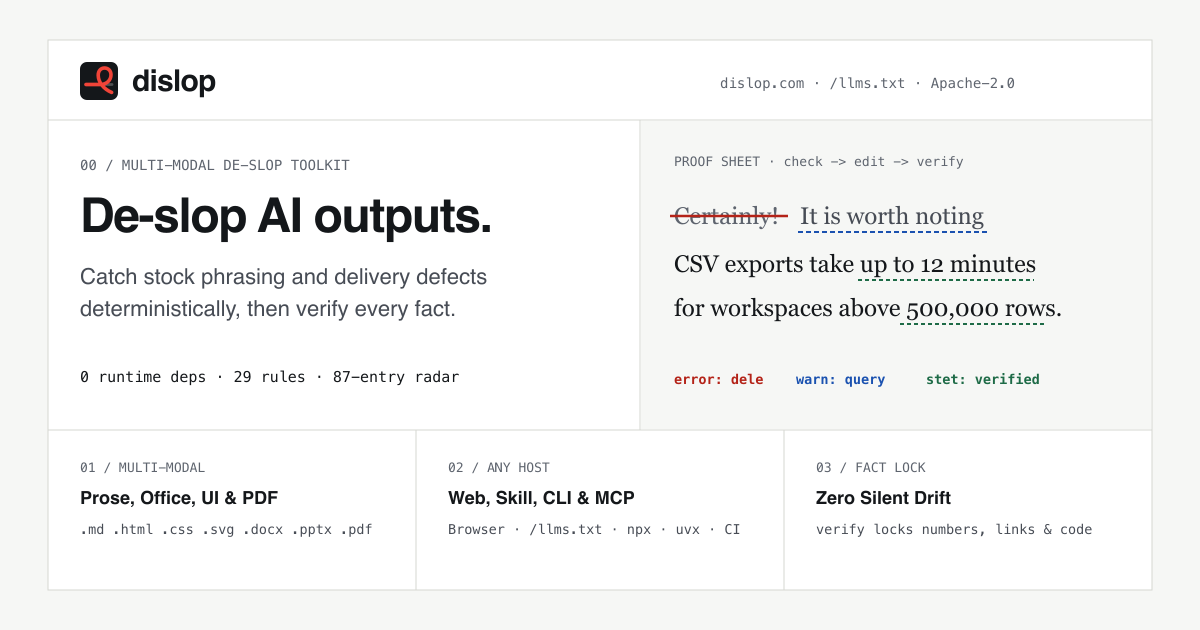 dislop
dislop.com · /llms.txt · Apache-2.0
00 / MULTI-MODAL DE-SLOP TOOLKIT
De-slop AI outputs.
Catch stock phrasing and delivery defects
deterministically, then verify every fact.
0 runtime deps · 29 rules · 87-entry radar
PROOF SHEET · check -> edit -> verify
Certainly! It is worth noting
CSV exports take up to 12 minutes
for workspaces above 500,000 rows.
error: dele warn: query stet: verified
01 / MULTI-MODAL
Prose, Office, UI & PDF
.md .html .css .svg .docx .pptx .pdf
02 / ANY HOST
Web, Skill, CLI & MCP
Browser · /llms.txt · npx · uvx · CI
03 / FACT LOCK
Zero Silent Drift
verify locks numbers, links & code